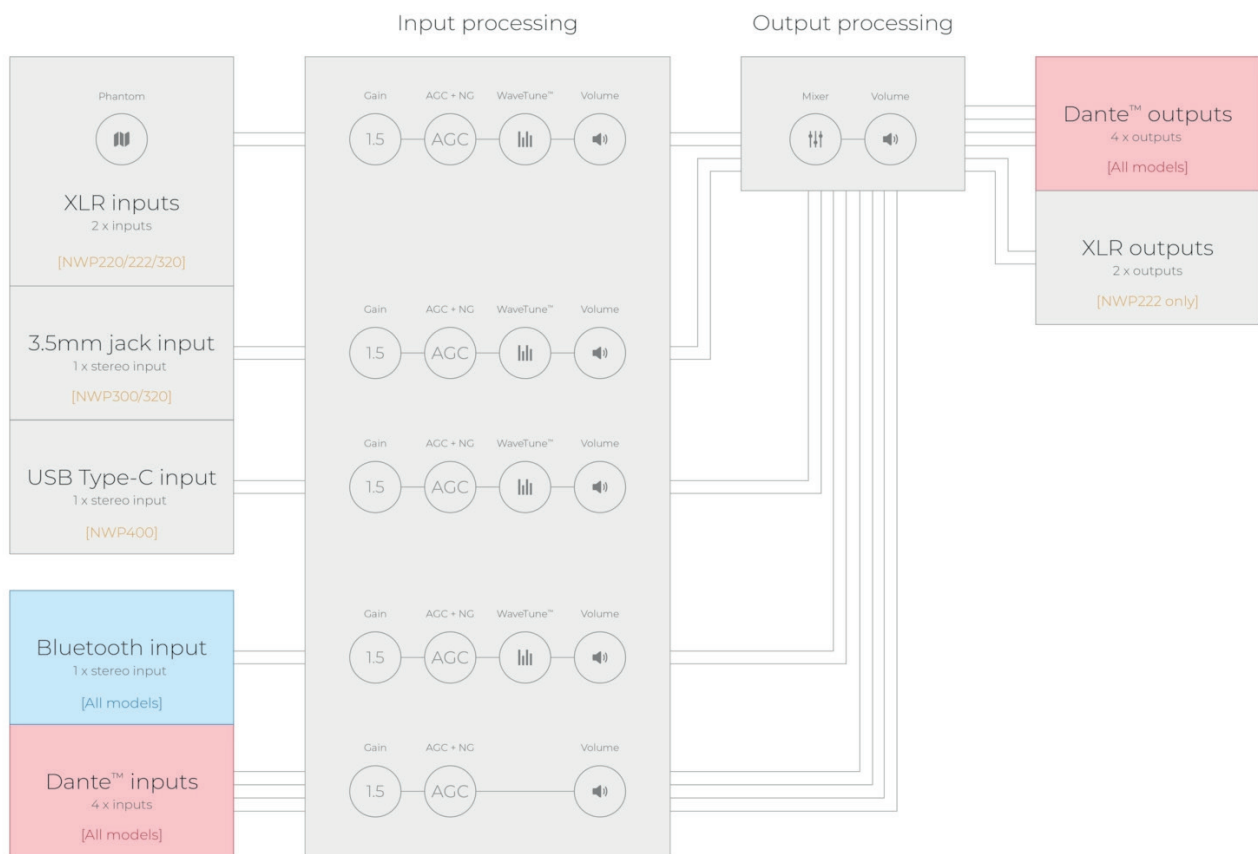 Input processing
Output processing
Phantom
XLR inputs
2 x inputs
[NWP220/222/320]
3.5mm jack input
1 x stereo input
[NWP300/320]
USB Type-C input
1 x stereo input
[NWP400]
Bluetooth input
1 x stereo input
[All models]
Dante™ inputs
4 x inputs
[All models]
Gain AGC + NG WaveTune™ Volume
1.5 AGC
Gain AGC + NG WaveTune™ Volume
1.5 AGC
Gain AGC + NG WaveTune™ Volume
1.5 AGC
Gain AGC + NG WaveTune™ Volume
1.5 AGC
Gain AGC + NG Volume
1.5 AGC
Mixer Volume
Dante™ outputs
4 x outputs
[All models]
XLR outputs
2 x outputs
[NWP222 only]